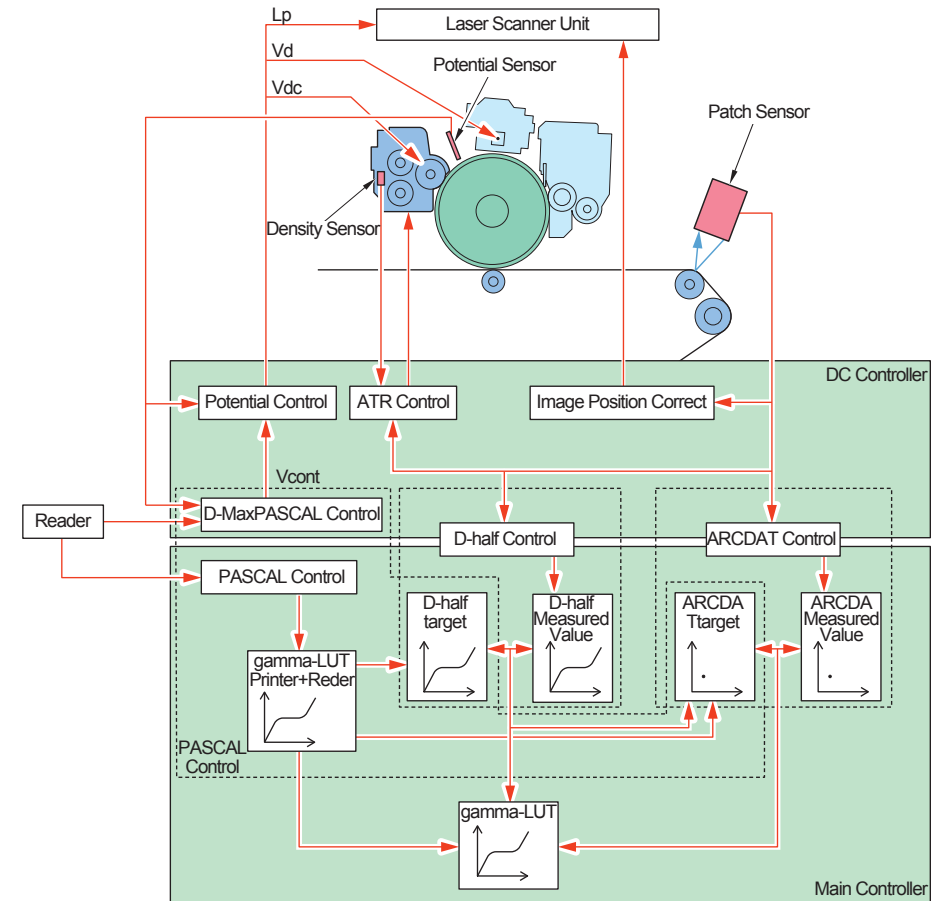 Lp
Laser Scanner Unit
Vd
Potential Sensor
Vdc
Patch Sensor
Density Sensor
DC Controller
Potential Control
ATR Control
Image Position Correct
Vcont
Reader
D-MaxPASCAL Control
D-half Control
ARCDAT Control
PASCAL Control
D-half
target
D-half
Measured
Value
ARCDA
Ttarget
ARCDA
Measured
Value
gamma-LUT
Printer+Reder
PASCAL
Control
gamma-LUT
Main Controller